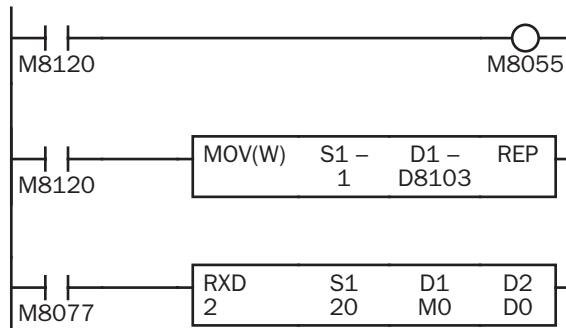 M8120 M8055
MOV(W) S1 – D1 – REP
1 D8103
M8120
RXD S1 D1 D2
2 20 M0 D0
M8077